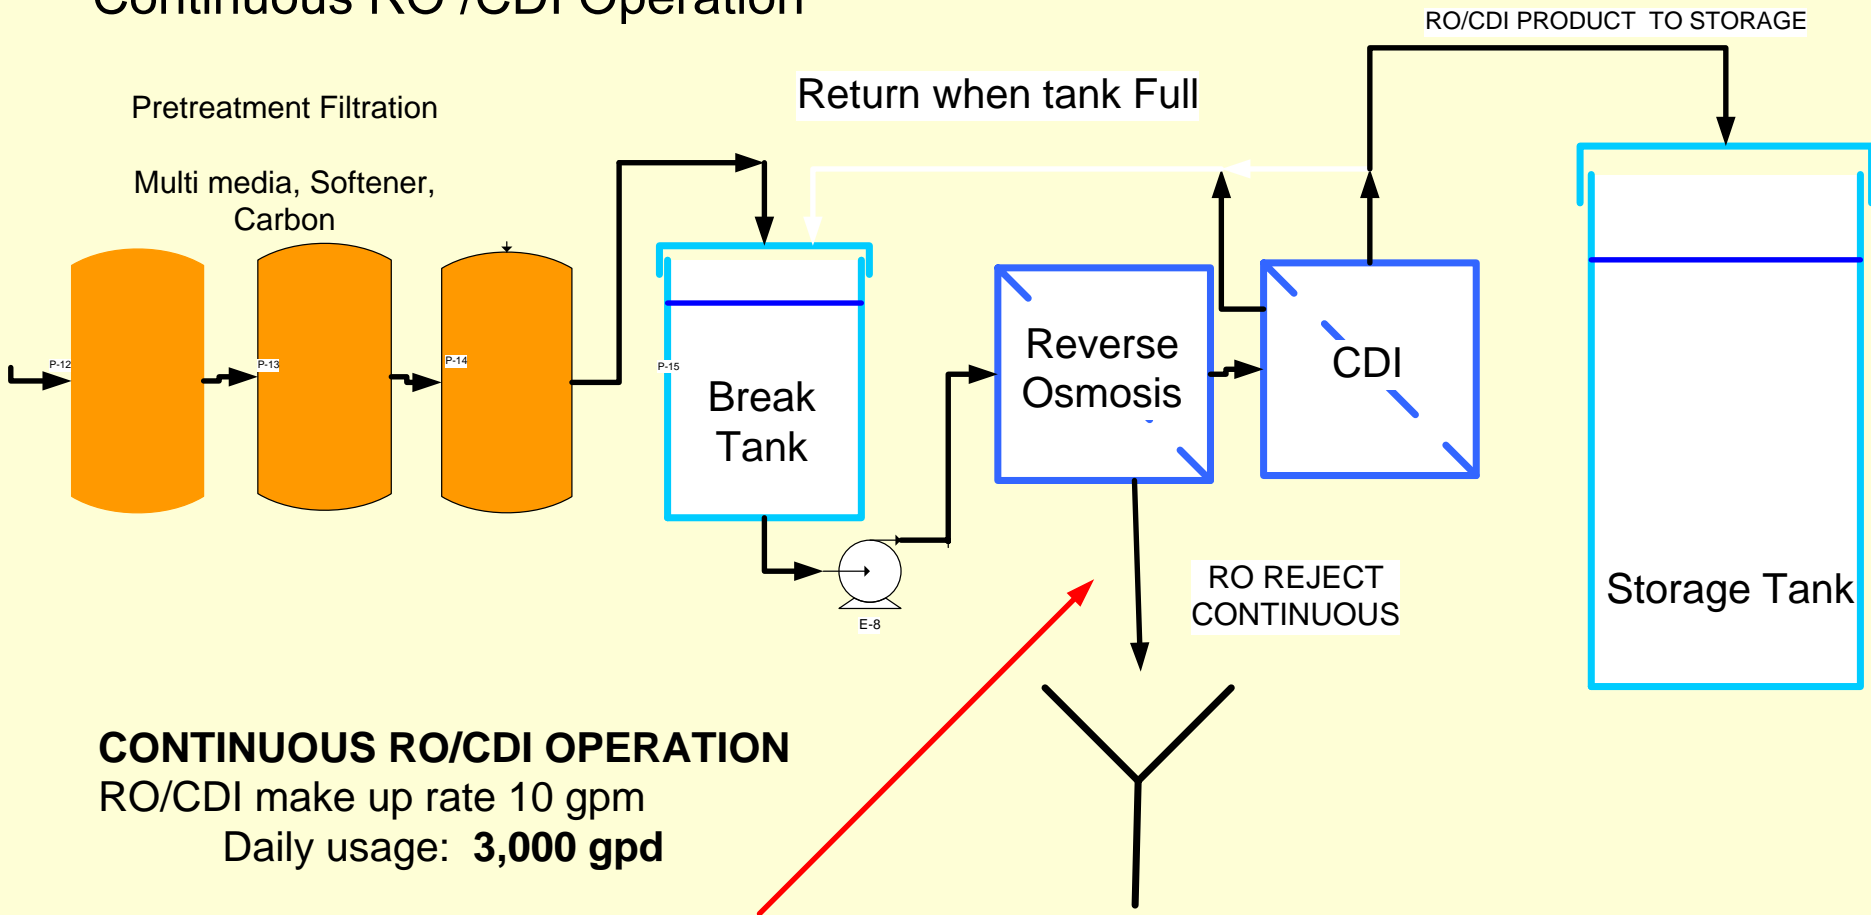 Continuous RO /CDI Operation
RO/CDI PRODUCT TO STORAGE
Pretreatment Filtration
Return when tank Full
Multi media, Softener,
Carbon
P-12
P-13
P-14
P-15
Break
Tank
Reverse
Osmosis
CDI
E-8
RO REJECT
CONTINUOUS
Storage Tank
CONTINUOUS RO/CDI OPERATION
RO/CDI make up rate 10 gpm
Daily usage: 3,000 gpd